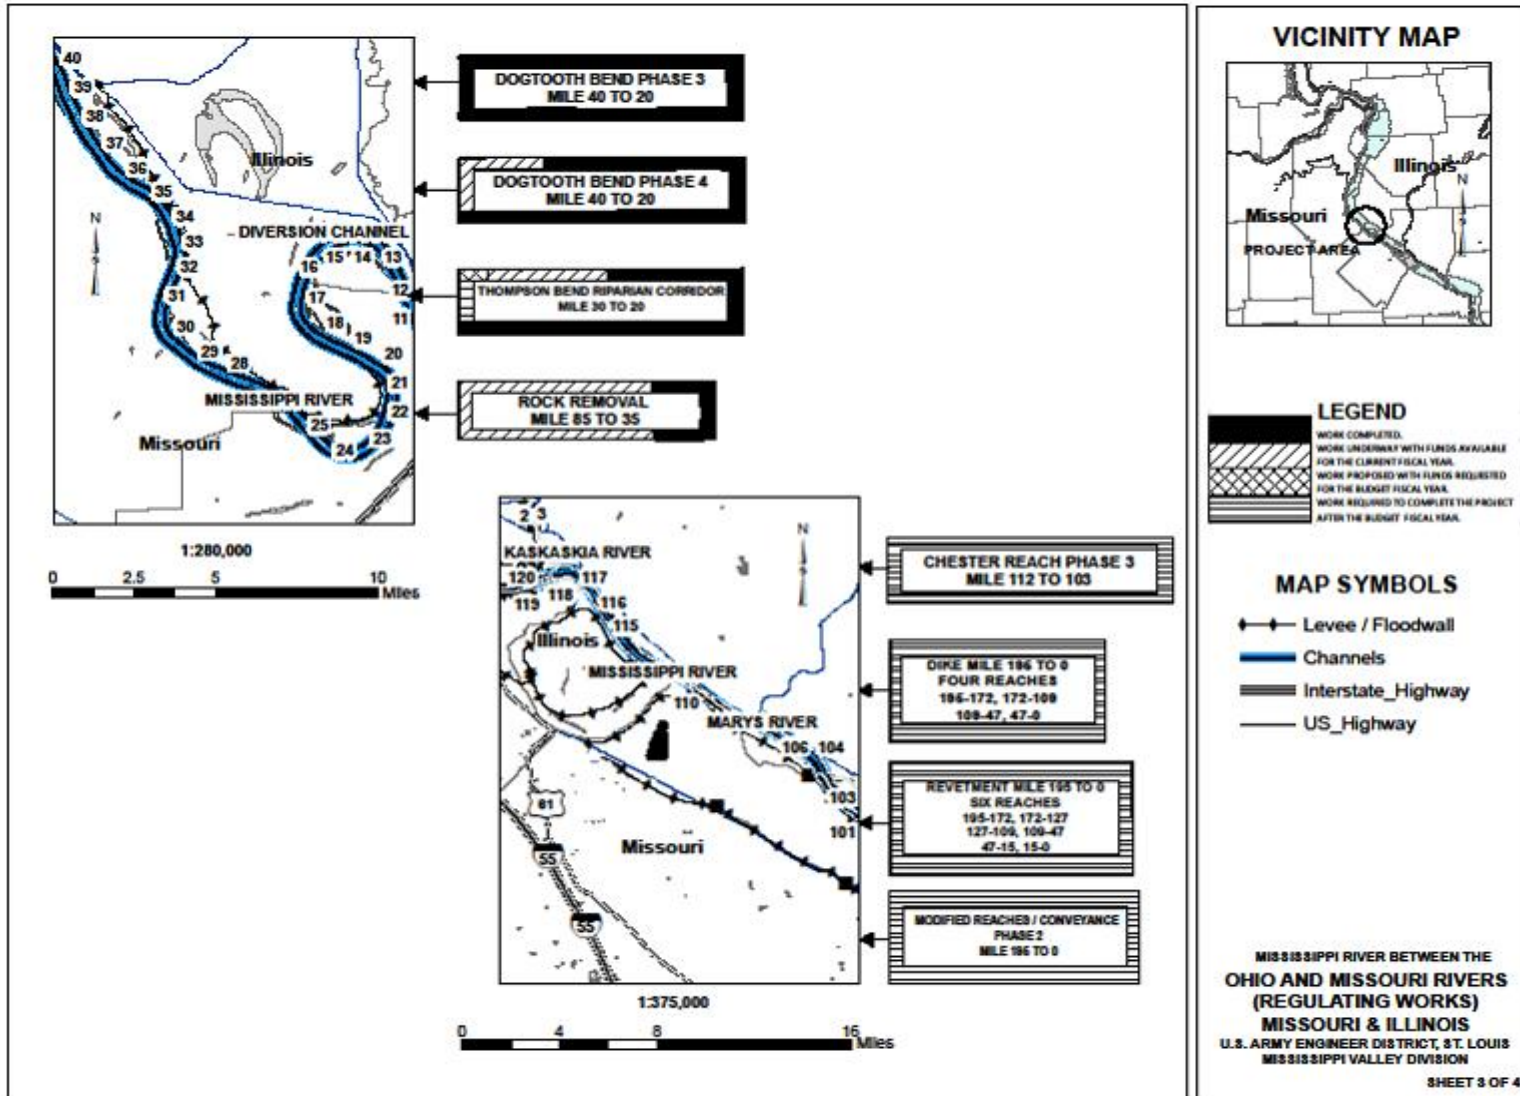 40
39
38
37
36
35
34
33
32
31
30
29
28
Illinois
N
DIVERSION CHANNEL
16
15
14
13
12
11
17
18
19
20
21
22
23
24
25
MISSISSIPPI RIVER
Missouri
1:280,000
0 2.5 5 10
Miles
DOGTOOTH BEND PHASE 3
MILE 40 TO 20
DOGTOOTH BEND PHASE 4
MILE 40 TO 20
THOMPSON BEND RIPARIAN CORRIDOR
MILE 30 TO 20
ROCK REMOVAL
MILE 85 TO 35
2 3
N
KASKASKIA RIVER
120
117
119
118
116
115
Illinois
MISSISSIPPI RIVER
110
MARYS RIVER
106 104
103
101
61
55
Missouri
55
1:375,000
0 4 8 16
Miles
CHESTER REACH PHASE 3
MILE 112 TO 103
DIKE MILE 195 TO 0
FOUR REACHES
195-172, 172-109
109-47, 47-0
REVETMENT MILE 195 TO 0
SIX REACHES
195-172, 172-127
127-109, 109-47
47-15, 15-0
MODIFIED REACHES / CONVEYANCE
PHASE 2
MILE 195 TO 0
VICINITY MAP
Illinois
N
Missouri
PROJECT AREA
LEGEND
WORK COMPLETED.
WORK UNDERWAY WITH FUNDS AVAILABLE
FOR THE CURRENT FISCAL YEAR.
WORK PROPOSED WITH FUNDS REQUESTED
FOR THE BUDGET FISCAL YEAR.
WORK REQUIRED TO COMPLETE THE PROJECT
AFTER THE BUDGET FISCAL YEAR.
MAP SYMBOLS
Levee / Floodwall
Channels
Interstate_Highway
US_Highway
MISSISSIPPI RIVER BETWEEN THE
OHIO AND MISSOURI RIVERS
(REGULATING WORKS)
MISSOURI & ILLINOIS
U.S. ARMY ENGINEER DISTRICT, ST. LOUIS
MISSISSIPPI VALLEY DIVISION
SHEET 3 OF 4